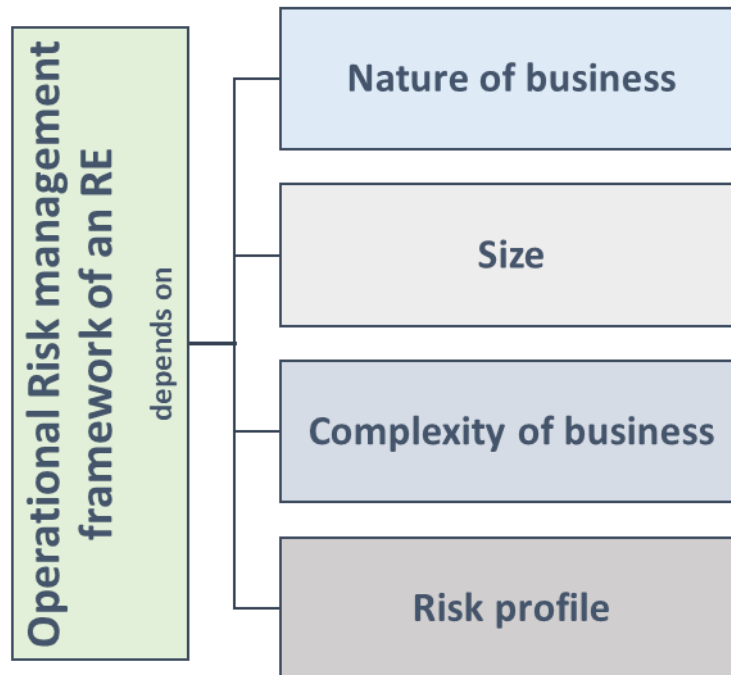 Operational Risk management
framework of an RE
depends on
Nature of business
Size
Complexity of business
Risk profile